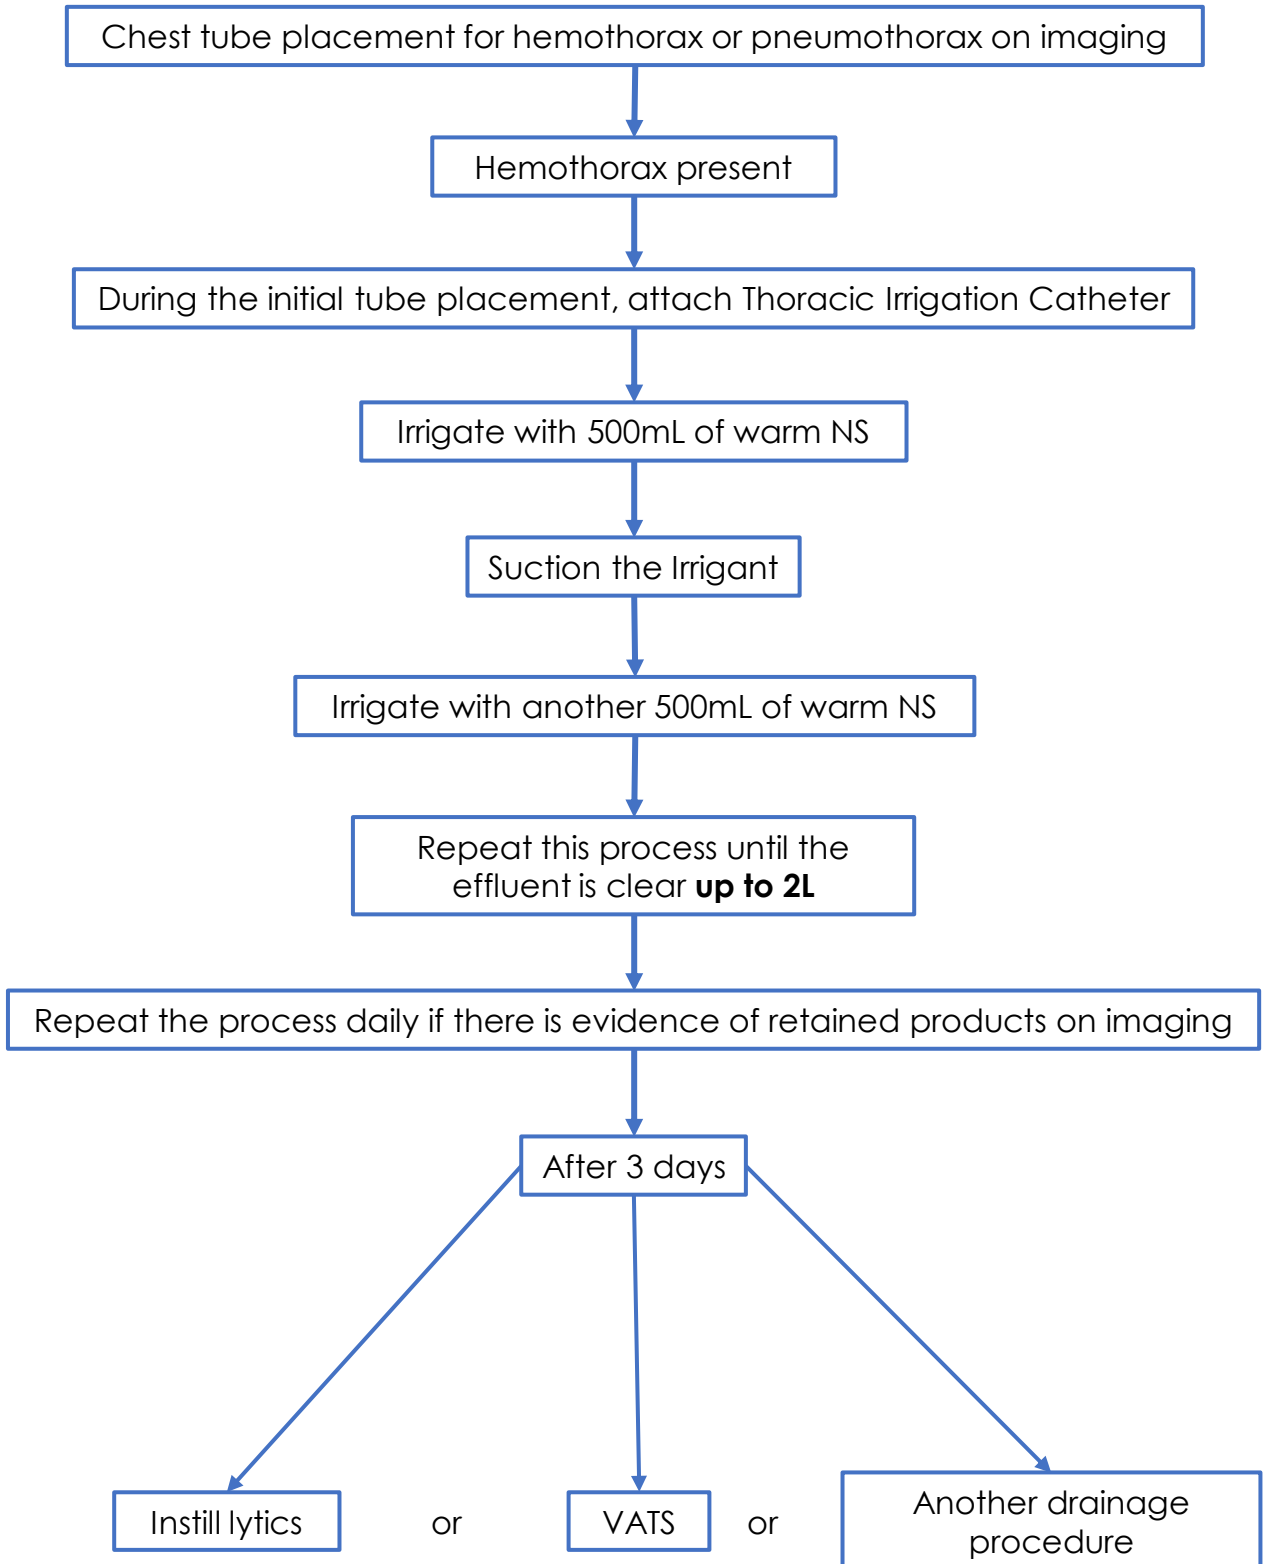 Chest tube placement for hemothorax or pneumothorax on imaging
Hemothorax present
During the initial tube placement, attach Thoracic Irrigation Catheter
Irrigate with 500mL of warm NS
Suction the Irrigant
Irrigate with another 500mL of warm NS
Repeat this process until the
effluent is clear up to 2L
Repeat the process daily if there is evidence of retained products on imaging
After 3 days
Instill lytics or VATS or Another drainage
procedure